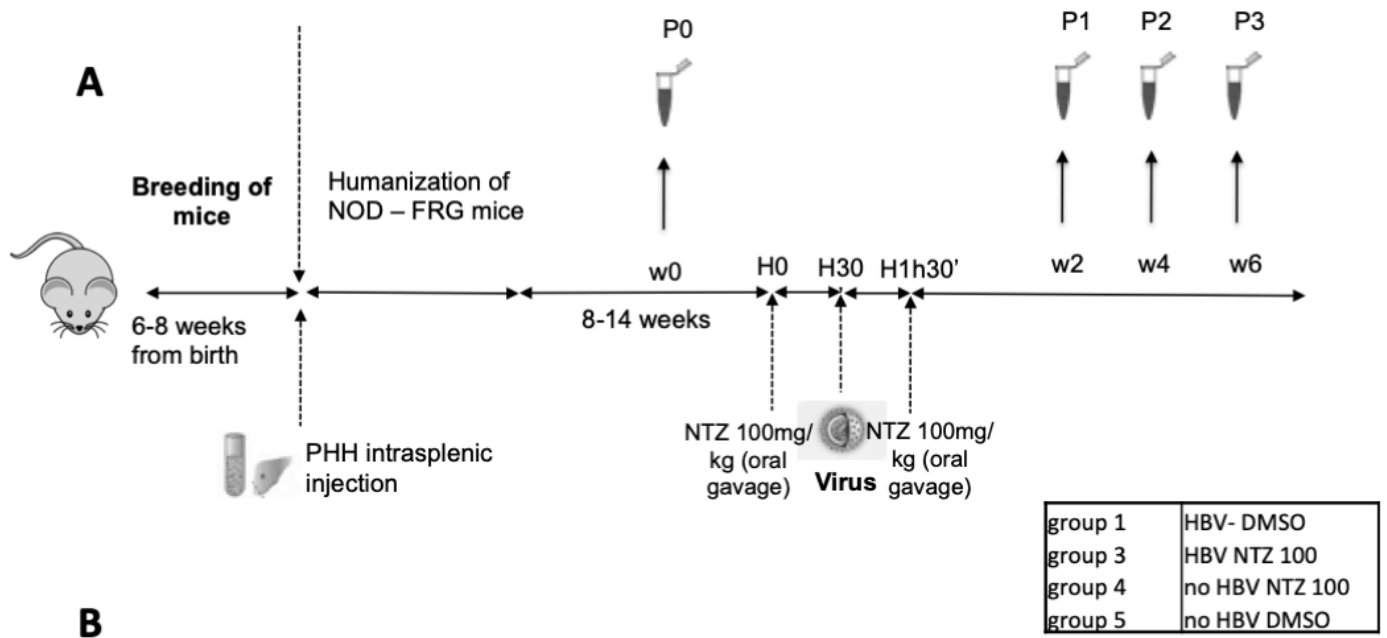 A
P0
P1 P2 P3
Breeding of
mice
Humanization of
NOD – FRG mice
w0
H0 H30 H1h30'
w2 w4 w6
6-8 weeks
from birth
8-14 weeks
PHH intrasplenic
injection
NTZ 100mg/
kg (oral
gavage)
Virus
NTZ 100mg/
kg (oral
gavage)
group 1 HBV- DMSO
group 3 HBV NTZ 100
group 4 no HBV NTZ 100
group 5 no HBV DMSO
B